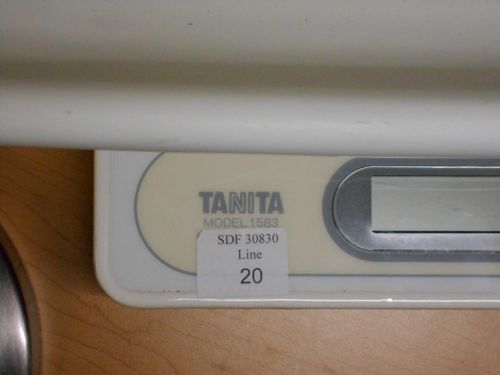 TANITA
MODEL 1583
SDF 30830
Line
20